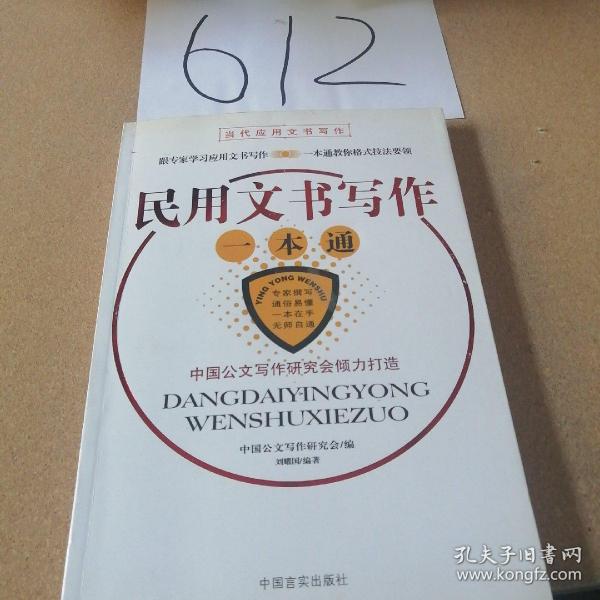 612
当代应用文书写作
跟专家学习应用文书写作 一本通教你格式技法要领
民用文书写作
一本通
YING YONG WENSHU
专家撰写
通俗易懂
一本在手
无师自通
中国公文写作研究会倾力打造
DANGDAIYINGYONG
WENSHUXIEZUO
中国公文写作研究会/编
刘耀国/编著
中国言实出版社
孔夫子旧书网
www.kongfz.com